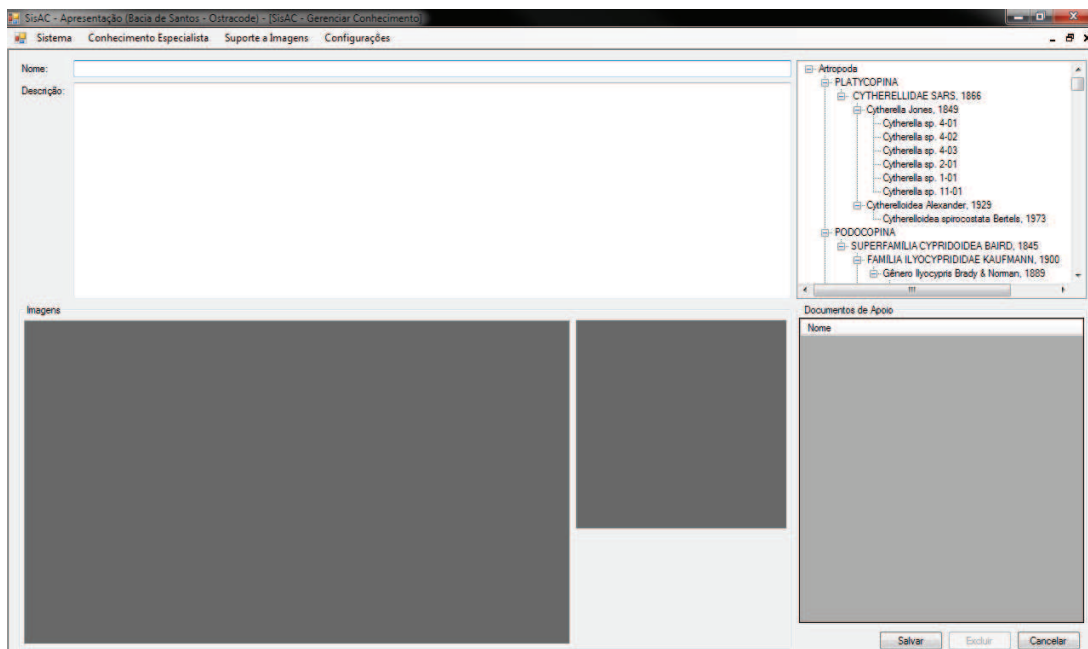 SisAC - Apresentação (Bacia de Santos - Ostracode) - [SisAC - Gerenciar Conhecimento]
Sistema Conhecimento Especialista Suporte a Imagens Configurações
Nome:
Descrição:
Artropoda
PLATYCOPINA
CYTHERELLIDAE SARS, 1866
Cytherella Jones, 1849
Cytherella sp. 4-01
Cytherella sp. 4-02
Cytherella sp. 4-03
Cytherella sp. 2-01
Cytherella sp. 1-01
Cytherella sp. 11-01
Cytherelloidea Alexander, 1929
Cytherelloidea spirocostata Bertels, 1973
PODOCOPINA
SUPERFAMÍLIA CYPRIDOIDEA BAIRD, 1845
FAMÍLIA ILYOCYPRIDIDAE KAUFMANN, 1900
Gênero Ilyocypris Brady & Norman, 1889
Imagens
Documentos de Apoio
Nome
Salvar Excluir Cancelar